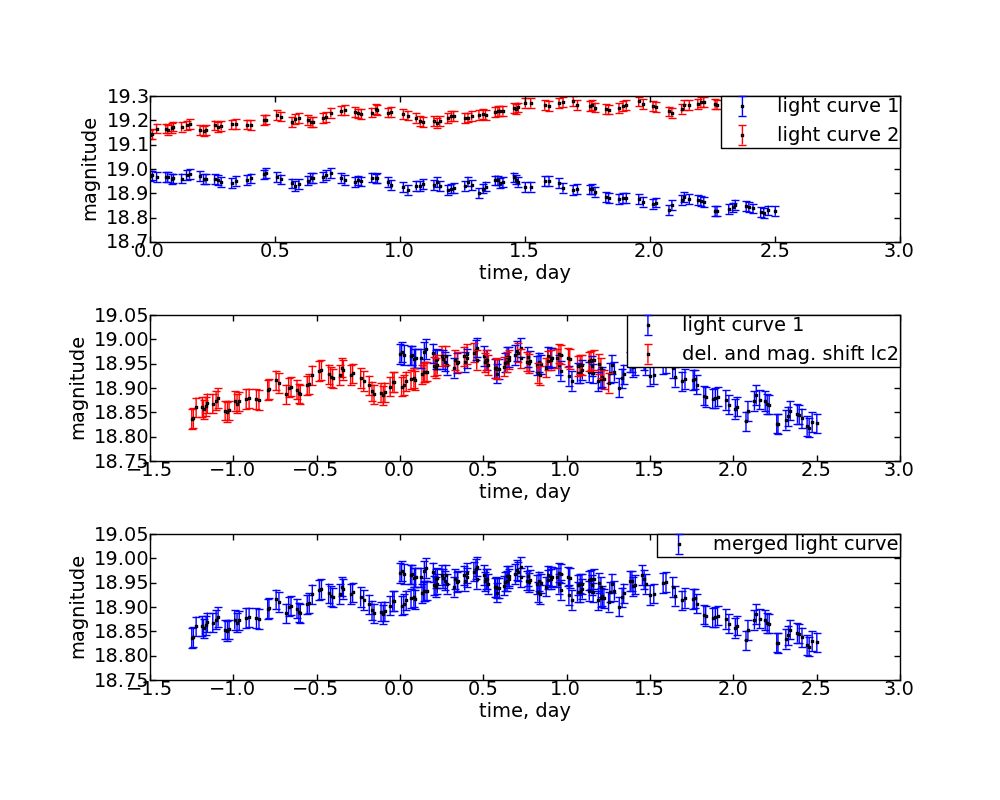 19.3
19.2
19.1
19.0
18.9
18.8
18.7
magnitude
light curve 1
light curve 2
0.0 0.5 1.0 1.5 2.0 2.5 3.0
time, day
19.05
19.00
18.95
18.90
18.85
18.80
18.75
magnitude
light curve 1
del. and mag. shift lc2
−1.5 −1.0 −0.5 0.0 0.5 1.0 1.5 2.0 2.5 3.0
time, day
19.05
19.00
18.95
18.90
18.85
18.80
18.75
magnitude
merged light curve
−1.5 −1.0 −0.5 0.0 0.5 1.0 1.5 2.0 2.5 3.0
time, day